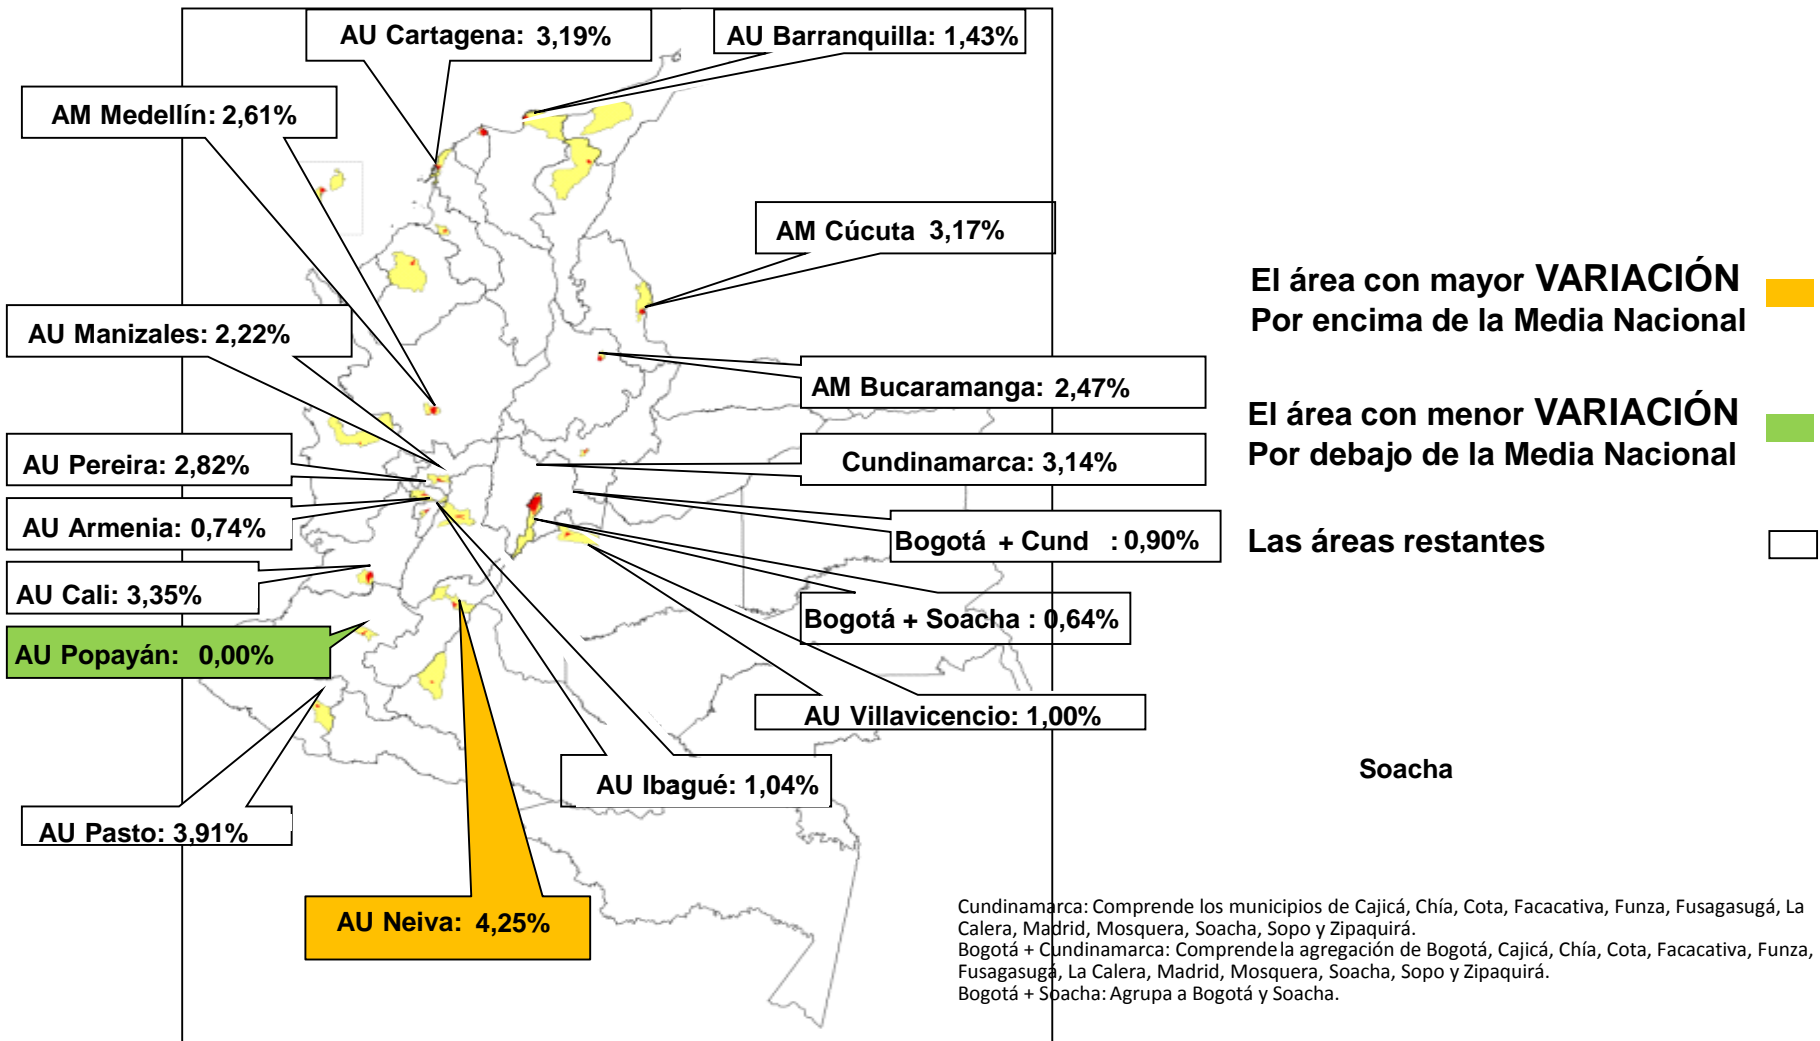 AU Cartagena: 3,19%
AU Barranquilla: 1,43%
AM Medellín: 2,61%
AM Cúcuta 3,17%
El área con mayor VARIACIÓN
Por encima de la Media Nacional
AU Manizales: 2,22%
AM Bucaramanga: 2,47%
El área con menor VARIACIÓN
Por debajo de la Media Nacional
AU Pereira: 2,82%
Cundinamarca: 3,14%
AU Armenia: 0,74%
Bogotá + Cund : 0,90%
Las áreas restantes
AU Cali: 3,35%
Bogotá + Soacha : 0,64%
AU Popayán: 0,00%
AU Villavicencio: 1,00%
Soacha
AU Ibagué: 1,04%
AU Pasto: 3,91%
AU Neiva: 4,25%
Cundinamarca: Comprende los municipios de Cajicá, Chía, Cota, Facacativa, Funza, Fusagasugá, La
Calera, Madrid, Mosquera, Soacha, Sopo y Zipaquirá.
Bogotá + Cundinamarca: Comprende la agregación de Bogotá, Cajicá, Chía, Cota, Facacativa, Funza,
Fusagasugá, La Calera, Madrid, Mosquera, Soacha, Sopo y Zipaquirá.
Bogotá + Soacha: Agrupa a Bogotá y Soacha.